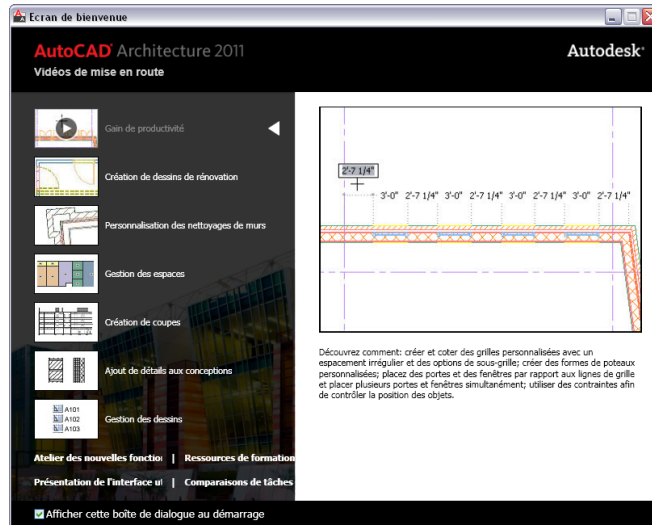 Ecran de bienvenue
AutoCAD® Architecture 2011
Autodesk®
Vidéos de mise en route
Gain de productivité
Création de dessins de rénovation
Personnalisation des nettoyages de murs
Gestion des espaces
Création de coupes
Ajout de détails aux conceptions
A101
A102
A103
Gestion des dessins
Atelier des nouvelles fonctio | Ressources de formation
Présentation de l'interface ut | Comparaisons de tâches
Afficher cette boîte de dialogue au démarrage
2'-7 1/4"
3'-0" 2'-7 1/4" 3'-0" 2'-7 1/4" 3'-0" 2'-7 1/4" 3'-0" 2'-7 1/4"
Découvrez comment: créer et coter des grilles personnalisées avec un
espacement irrégulier et des options de sous-grille; créer des formes de poteaux
personnalisées; placez des portes et des fenêtres par rapport aux lignes de grille
et placer plusieurs portes et fenêtres simultanément; utiliser des contraintes afin
de contrôler la position des objets.